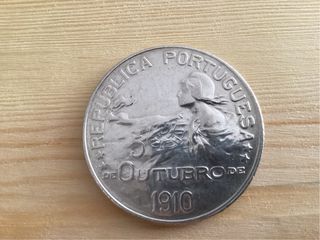 REPUBLICA PORTUGUESA
5
DE OUTUBRO DE
1910